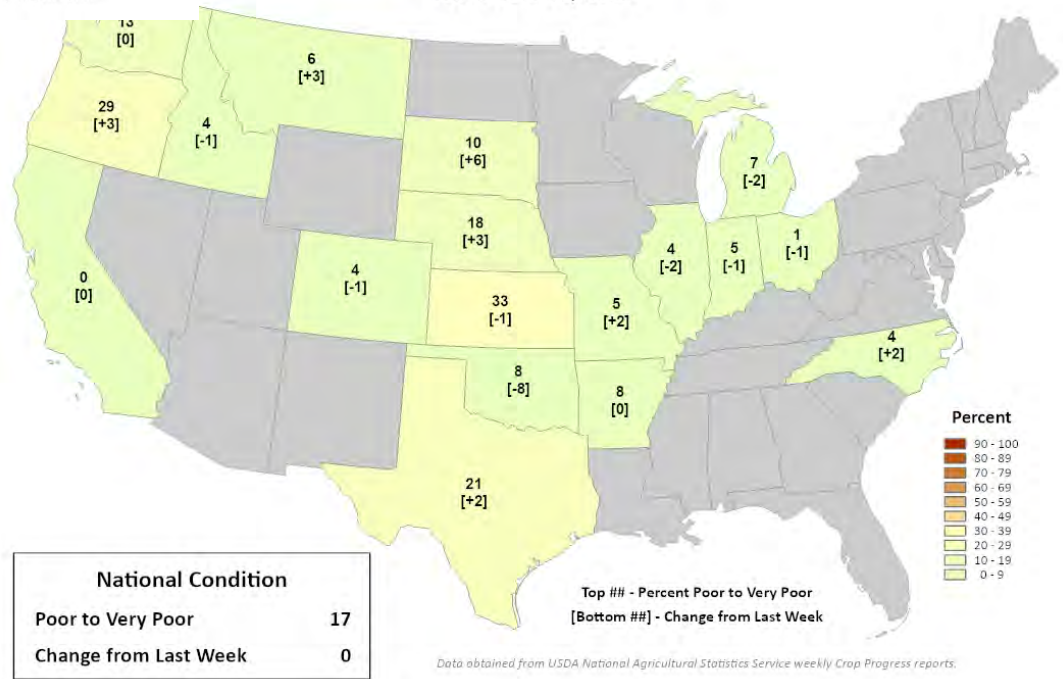 13
[0]
6
[+3]
29
[+3]
4
[-1]
10
[+6]
7
[-2]
18
[+3]
4
[-2]
5
[-1]
1
[-1]
0
[0]
4
[-1]
33
[-1]
5
[+2]
4
[+2]
8
[-8]
8
[0]
21
[+2]
Percent
90 - 100
80 - 89
70 - 79
60 - 69
50 - 59
40 - 49
30 - 39
20 - 29
10 - 19
0 - 9
National Condition
Poor to Very Poor 17
Change from Last Week 0
Top ## - Percent Poor to Very Poor
[Bottom ##] - Change from Last Week
Data obtained from USDA National Agricultural Statistics Service weekly Crop Progress reports.